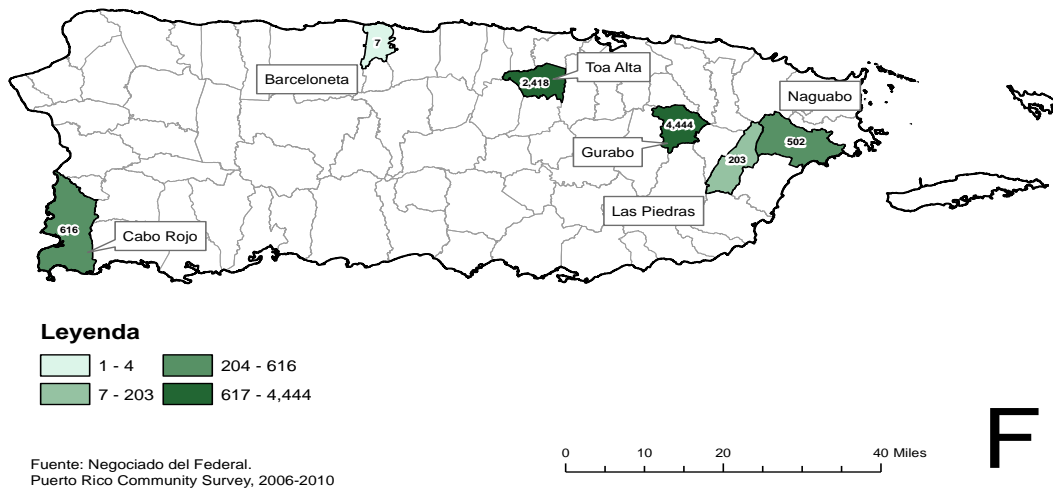 7
Barceloneta
2,418
Toa Alta
Naguabo
4,444
Gurabo
502
203
Las Piedras
616
Cabo Rojo
Leyenda
1 - 4
204 - 616
7 - 203
617 - 4,444
F
0 10 20 40 Miles
Fuente: Negociado del Federal.
Puerto Rico Community Survey, 2006-2010